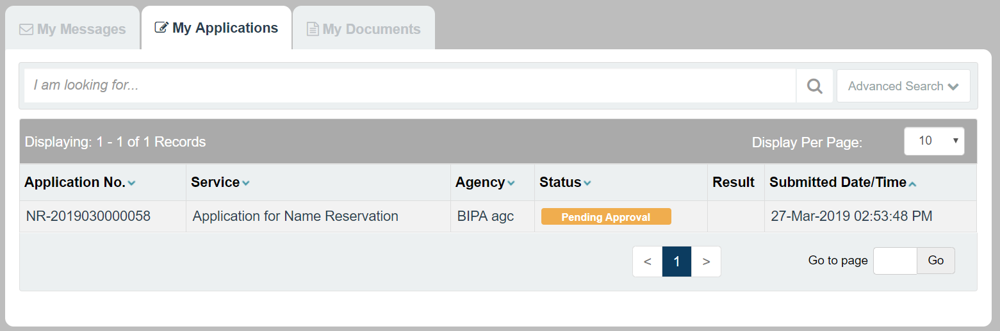 My Messages My Applications My Documents
I am looking for... Advanced Search
Displaying: 1 - 1 of 1 Records Display Per Page: 10
Application No. Service Agency Status Result Submitted Date/Time
NR-2019030000058 Application for Name Reservation BIPA agc Pending Approval 27-Mar-2019 02:53:48 PM
< 1 > Go to page Go